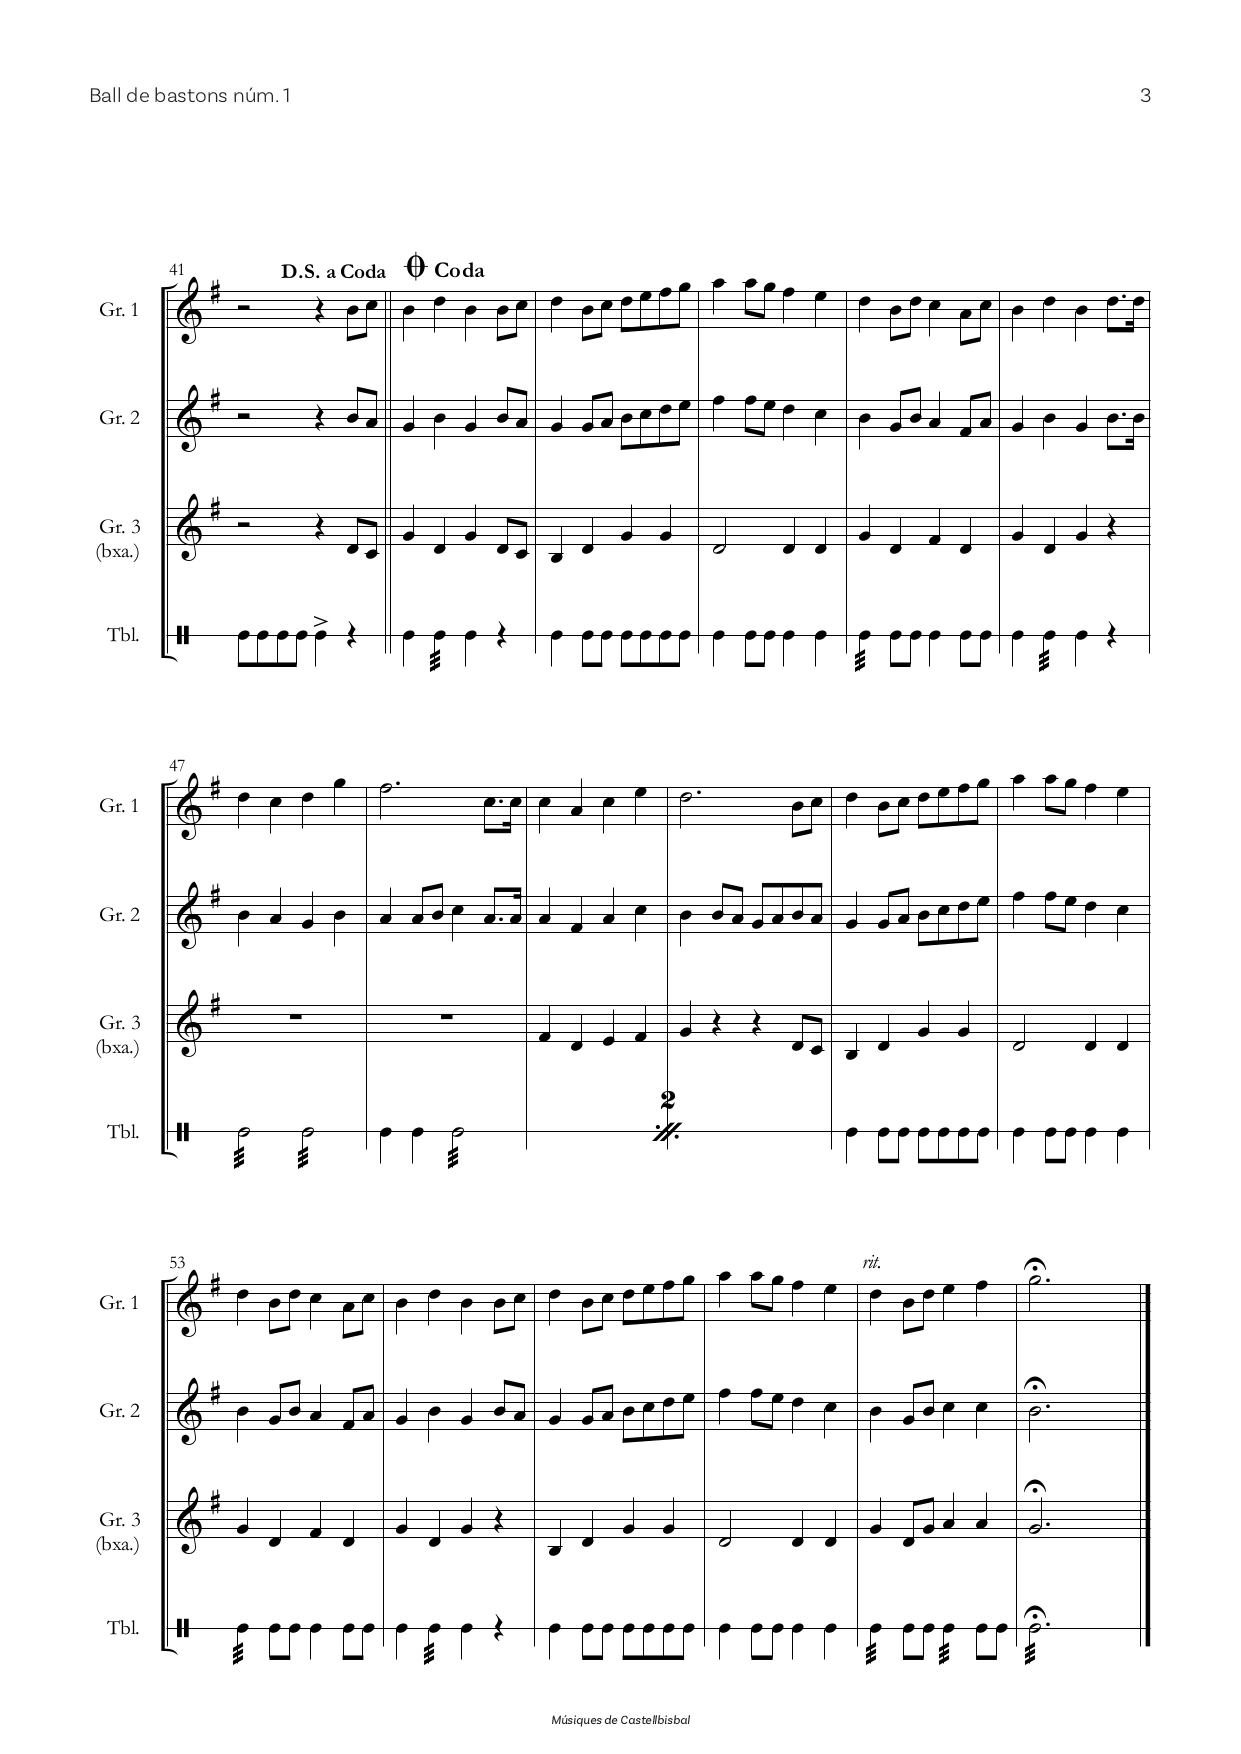 Ball de bastons núm. 1 3
41 D.S. a Coda Coda
Gr. 1
Gr. 2
Gr. 3
(bxa.)
Tbl.
47
Gr. 1
Gr. 2
Gr. 3
(bxa.)
2
Tbl.
53 rit.
Gr. 1
Gr. 2
Gr. 3
(bxa.)
Tbl.
Músiques de Castellbisbal